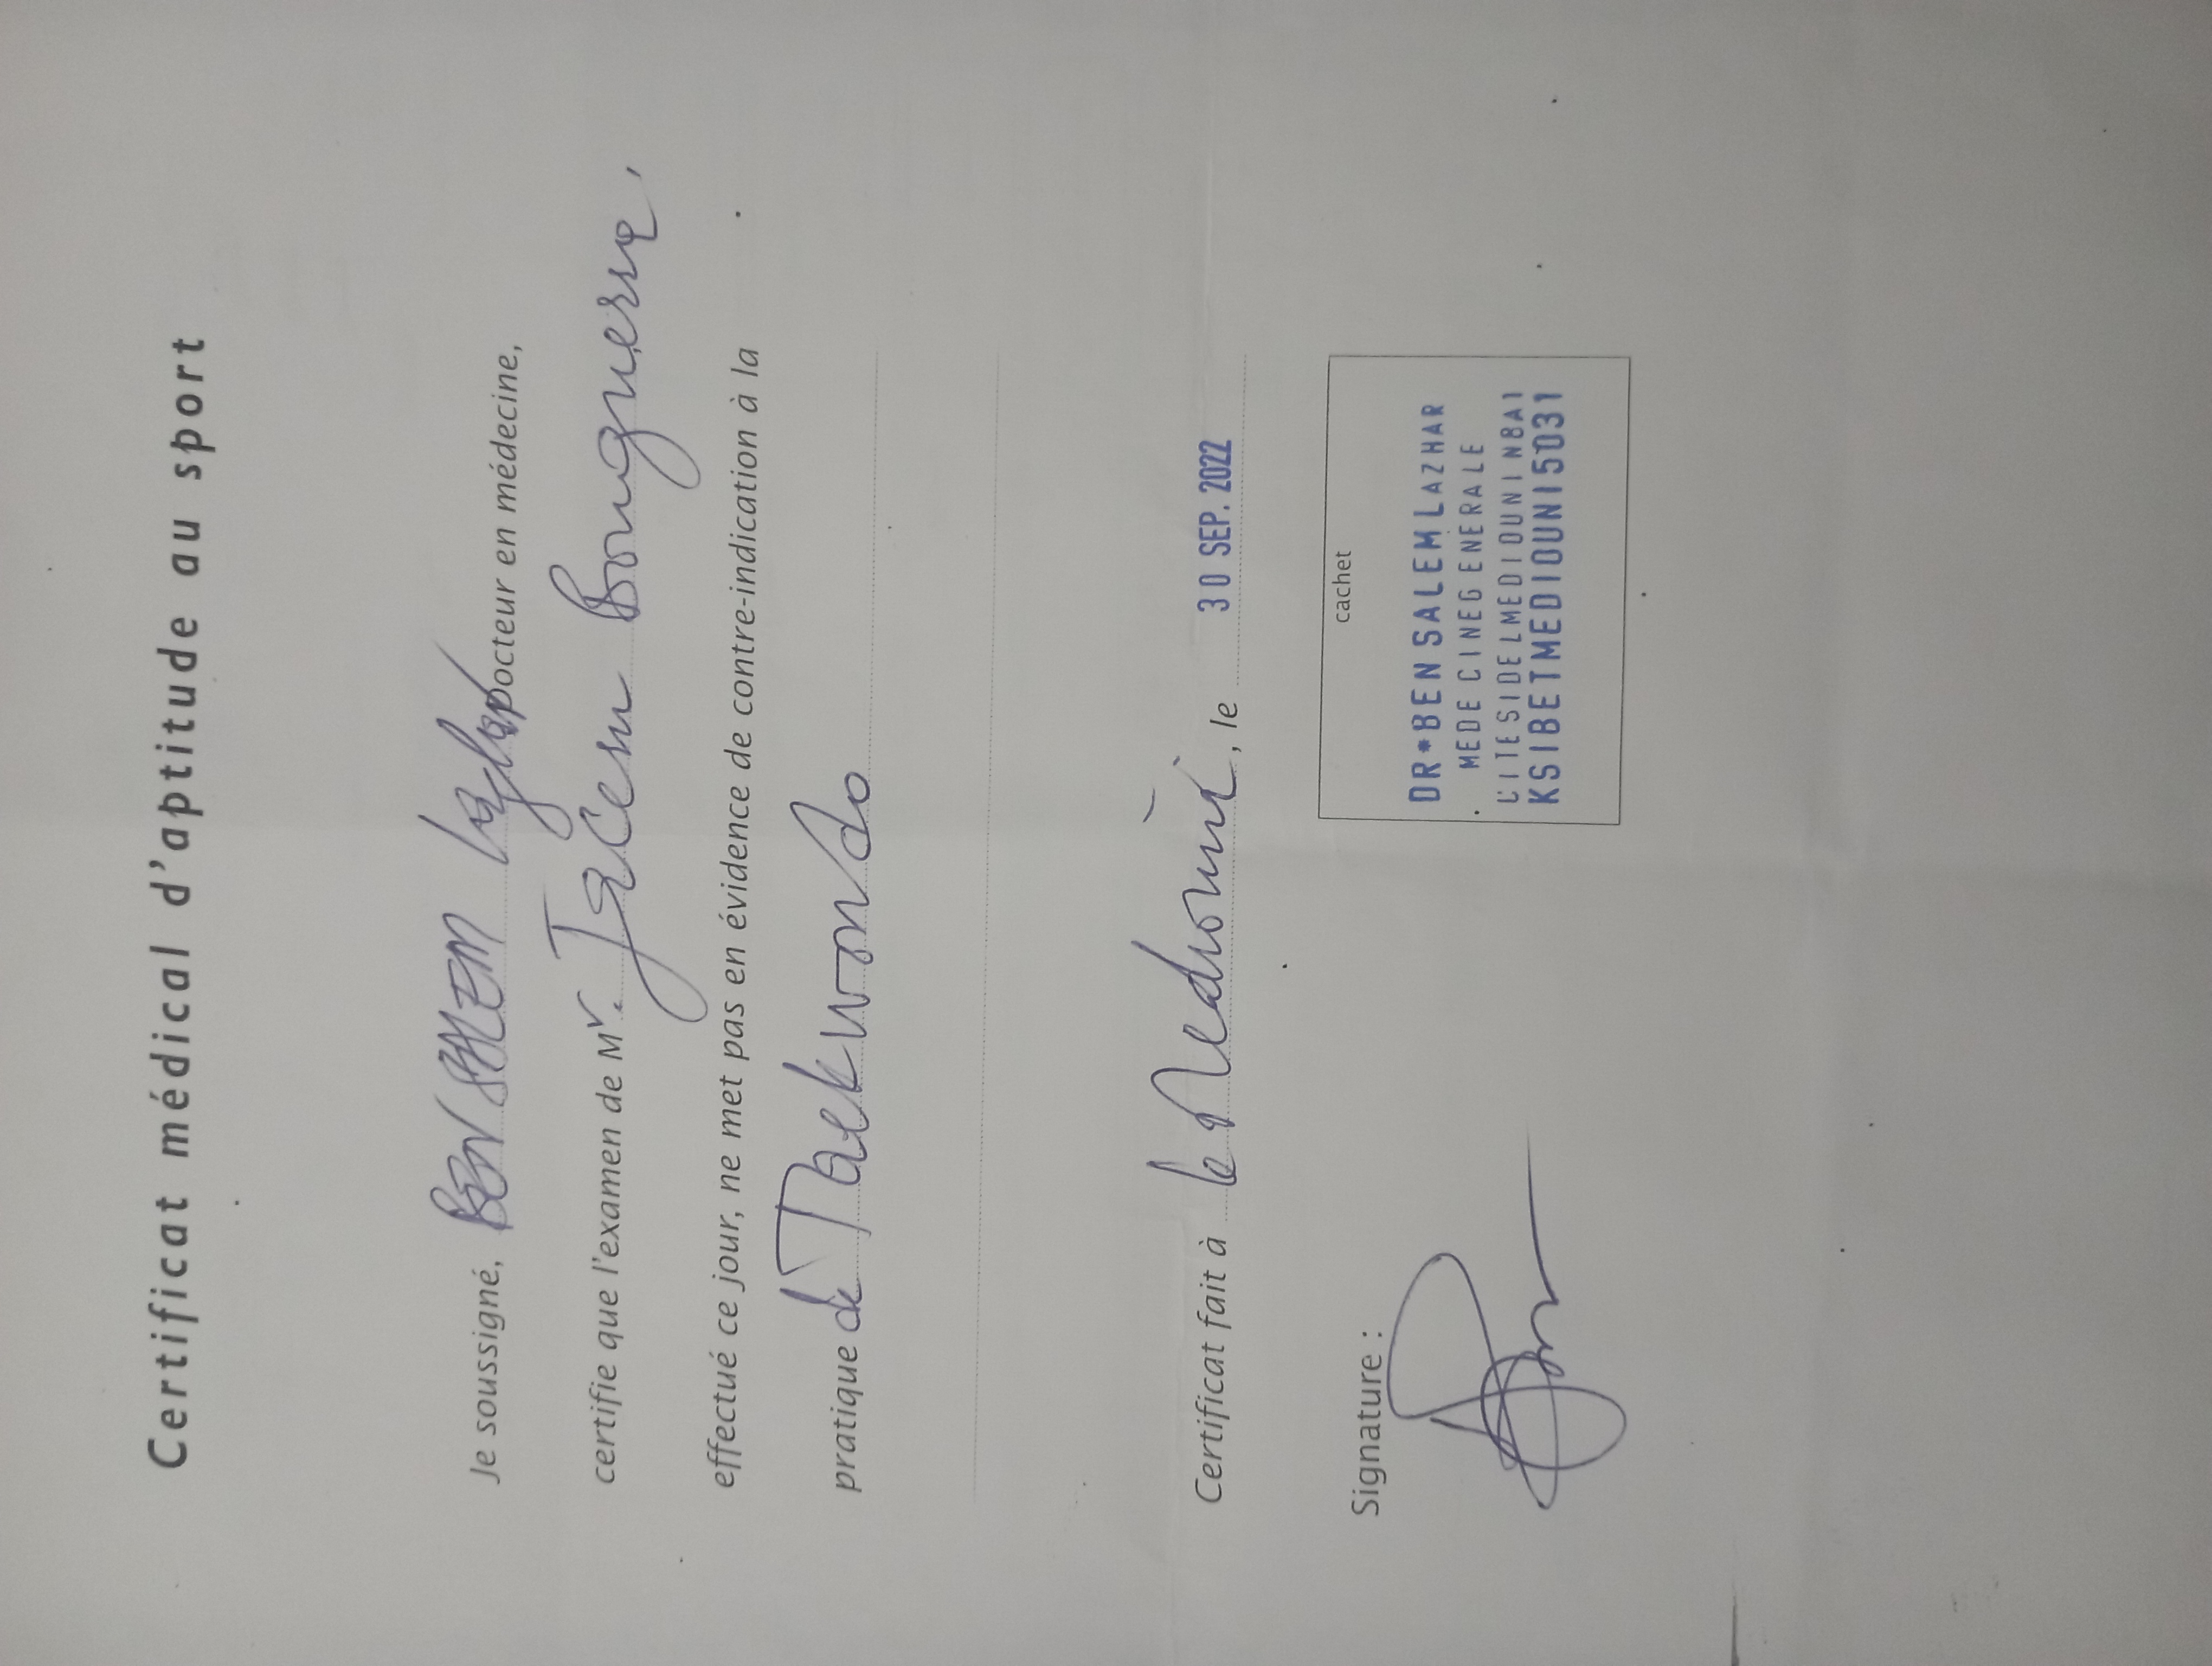 Certificat médical d'aptitude au sport
Je soussigné, BEN SALEM Lazhar Docteur en médecine,
certifie que l'examen de Mr.
effectué ce jour, ne met pas en évidence de contre-indication à la
pratique de Taekwondo
Certificat fait à Mediouni, le 30 SEP. 2022
Signature :
cachet
DR*BEN SALEM LAZHAR
MEDECINE GENERALE
KSIBET MEDIOUNI 5031